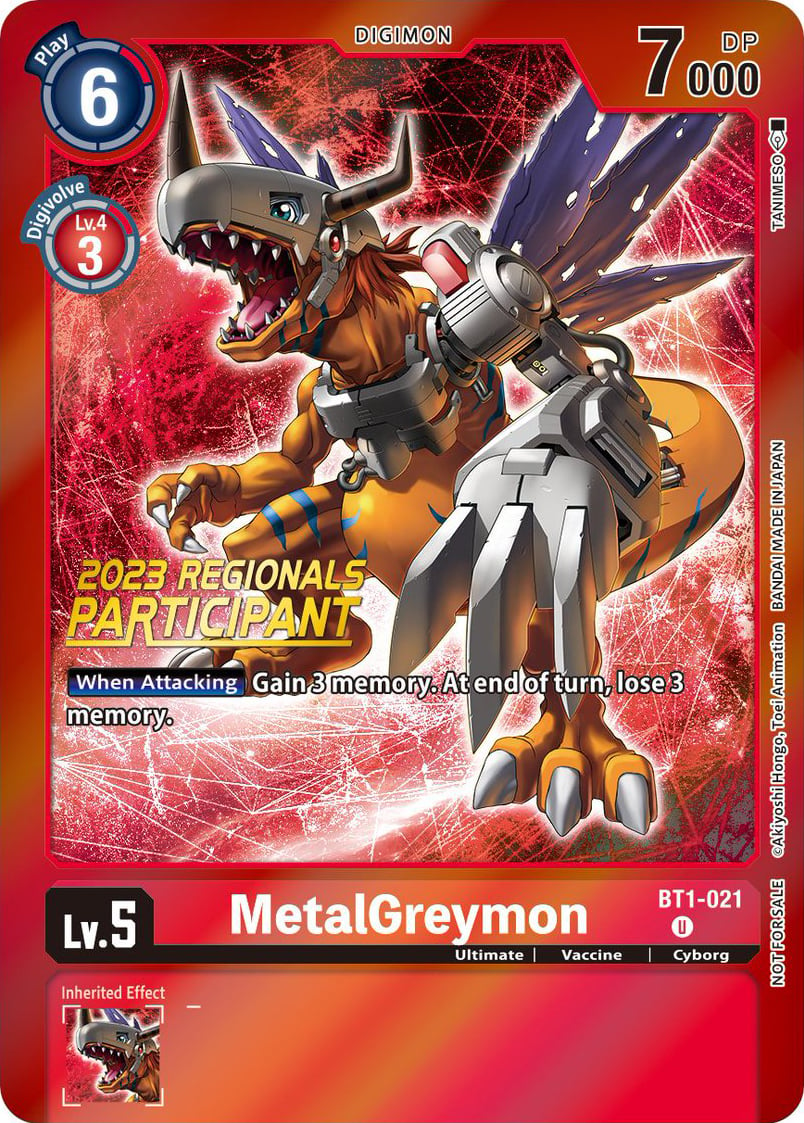 DIGIMON
Play
6
7000
DP
Digivolve
Lv.4
3
TANIMESO
2023 REGIONALS
PARTICIPANT
When Attacking Gain 3 memory. At end of turn, lose 3
memory.
©Akiyoshi Hongo, Toei Animation BANDAI MADE IN JAPAN
NOT FOR SALE
Lv.5
MetalGreymon
BT1-021
U
Ultimate | Vaccine | Cyborg
Inherited Effect
–